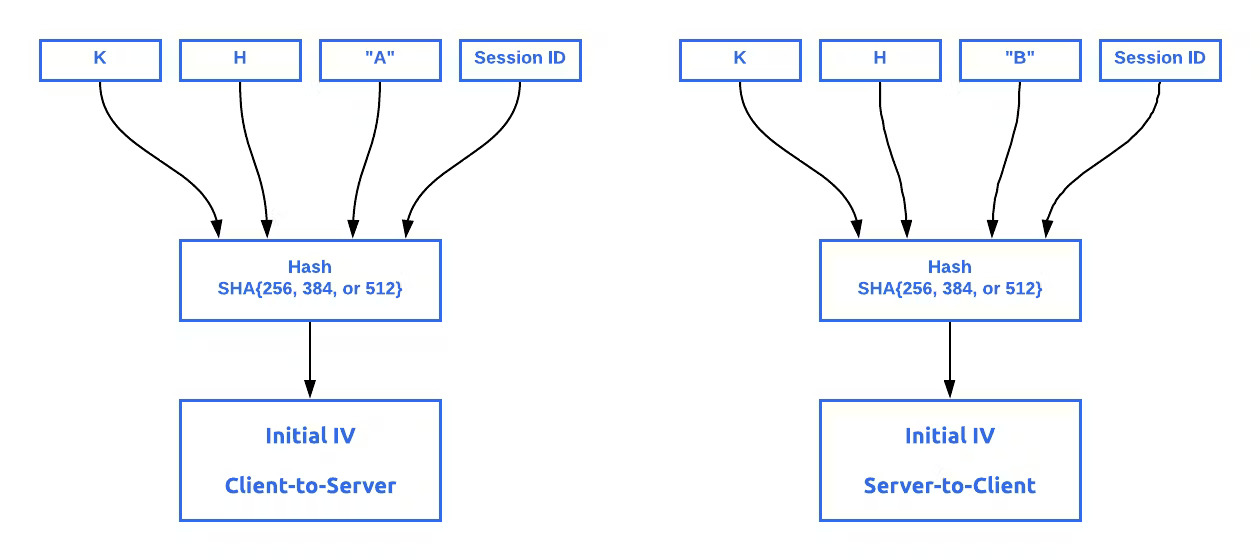 K
H
"A"
Session ID
Hash
SHA{256, 384, or 512}
Initial IV
Client-to-Server
K
H
"B"
Session ID
Hash
SHA{256, 384, or 512}
Initial IV
Server-to-Client